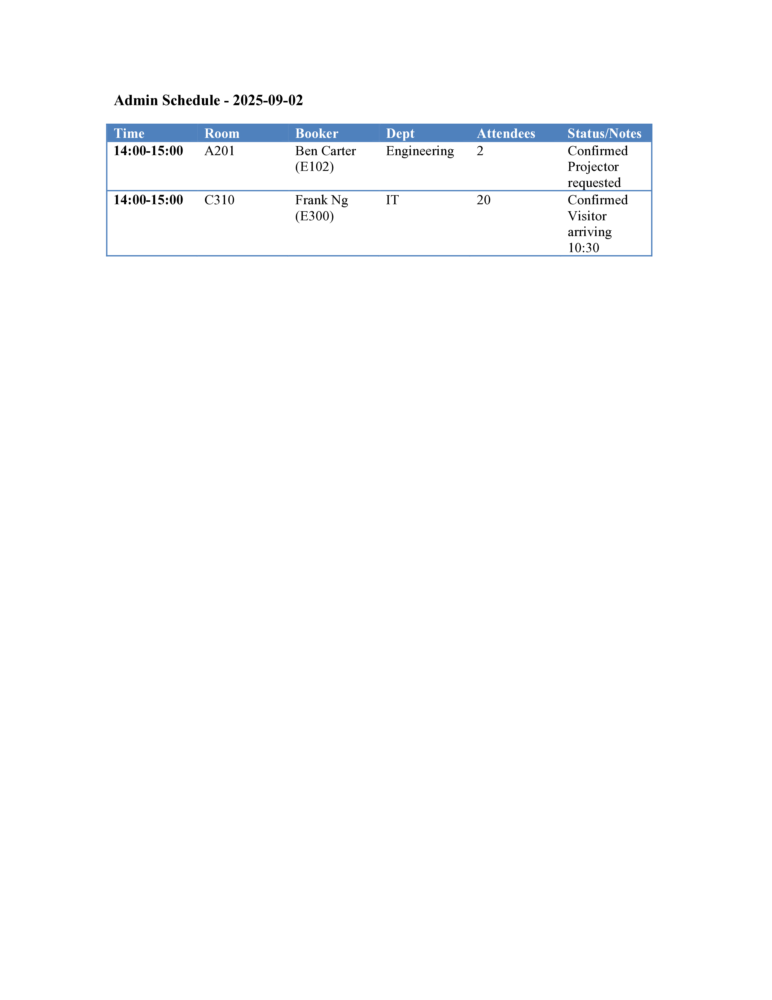 Admin Schedule - 2025-09-02
Time Room Booker Dept Attendees Status/Notes
14:00-15:00 A201 Ben Carter Engineering 2 Confirmed
(E102) Projector
requested
14:00-15:00 C310 Frank Ng IT 20 Confirmed
(E300) Visitor
arriving
10:30